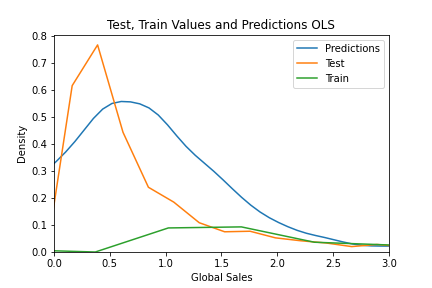 Test, Train Values and Predictions OLS
Predictions
Test
Train
0.8
0.7
0.6
0.5
0.4
0.3
0.2
0.1
0.0
Density
0.0
0.5
1.0
1.5
2.0
2.5
3.0
Global Sales